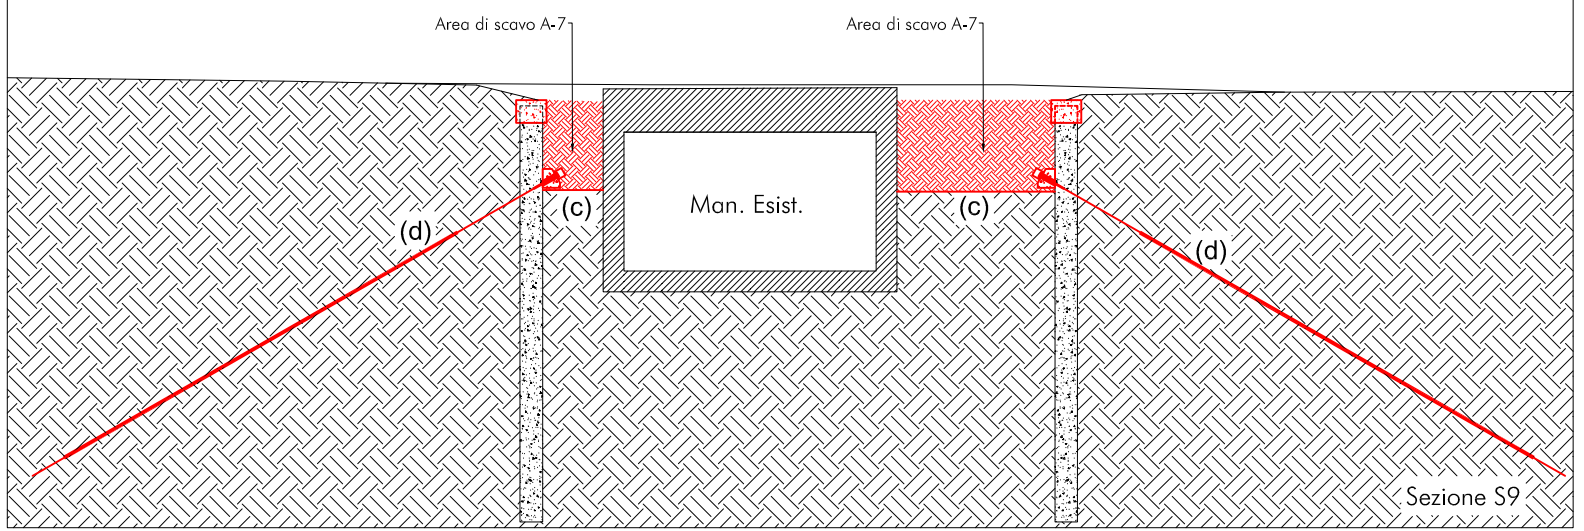 Area di scavo A-7
Area di scavo A-7
(c)
Man. Esist.
(c)
(d)
(d)
Sezione S9